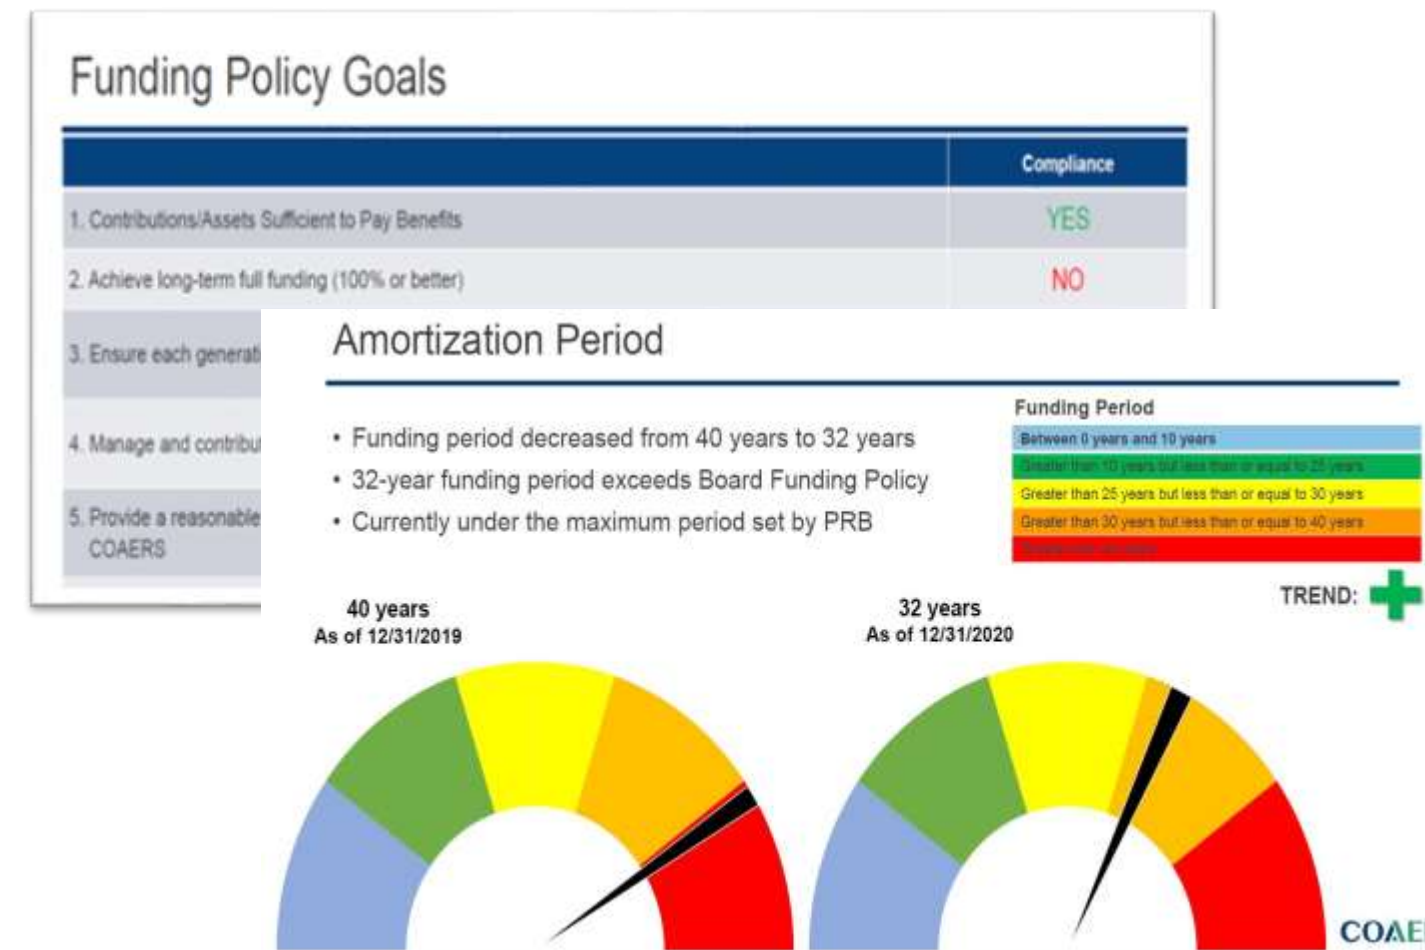 Funding Policy Goals
Compliance
1. Contributions/Assets Sufficient to Pay Benefits YES
2. Achieve long-term full funding (100% or better) NO
3. Ensure each
4. Manage and
5. Provide a reasonable
COAERS
Amortization Period
• Funding period decreased from 40 years to 32 years
• 32-year funding period exceeds Board Funding Policy
• Currently under the maximum period set by PRB
Funding Period
Between 0 years and 10 years
Greater than 10 years but less than or equal to 25 years
Greater than 25 years but less than or equal to 30 years
Greater than 30 years but less than or equal to 40 years
TREND:
40 years
As of 12/31/2019
32 years
As of 12/31/2020